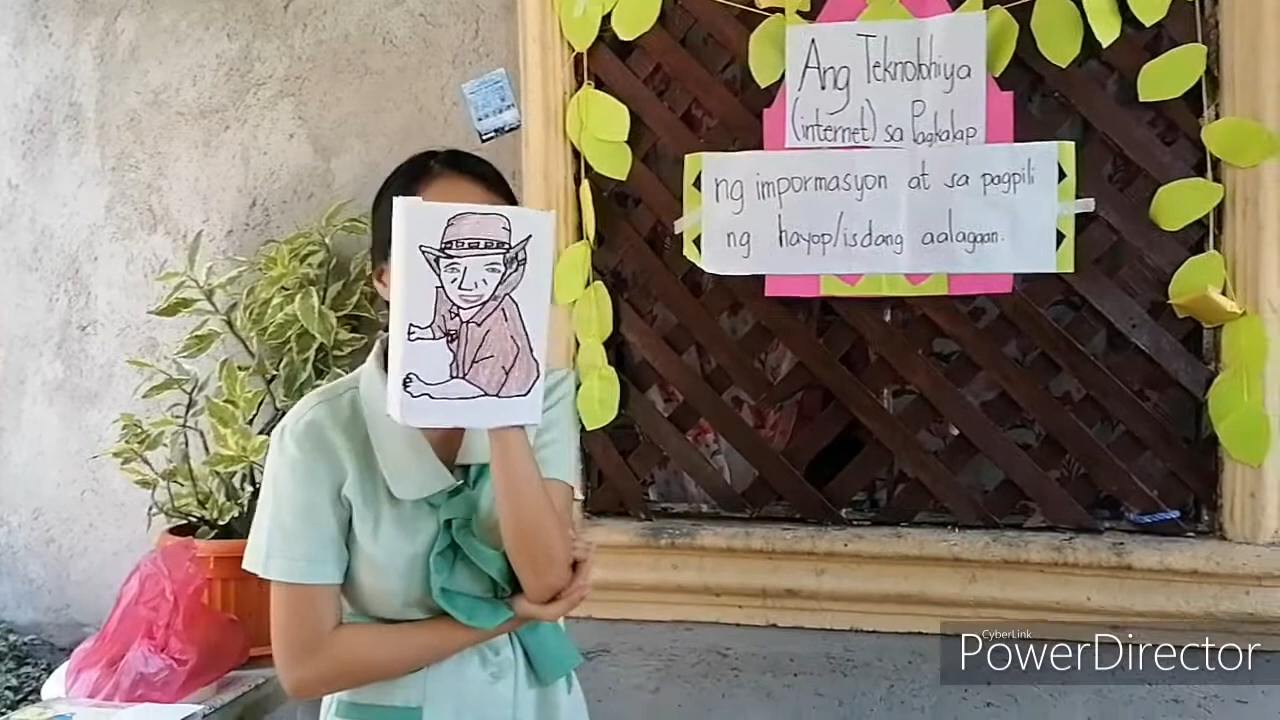 Ang Teknolohiya
(internet) sa Pagkalap
ng impormasyon at sa pagpili
ng hayop/isdang aalagaan.
CyberLink
PowerDirector